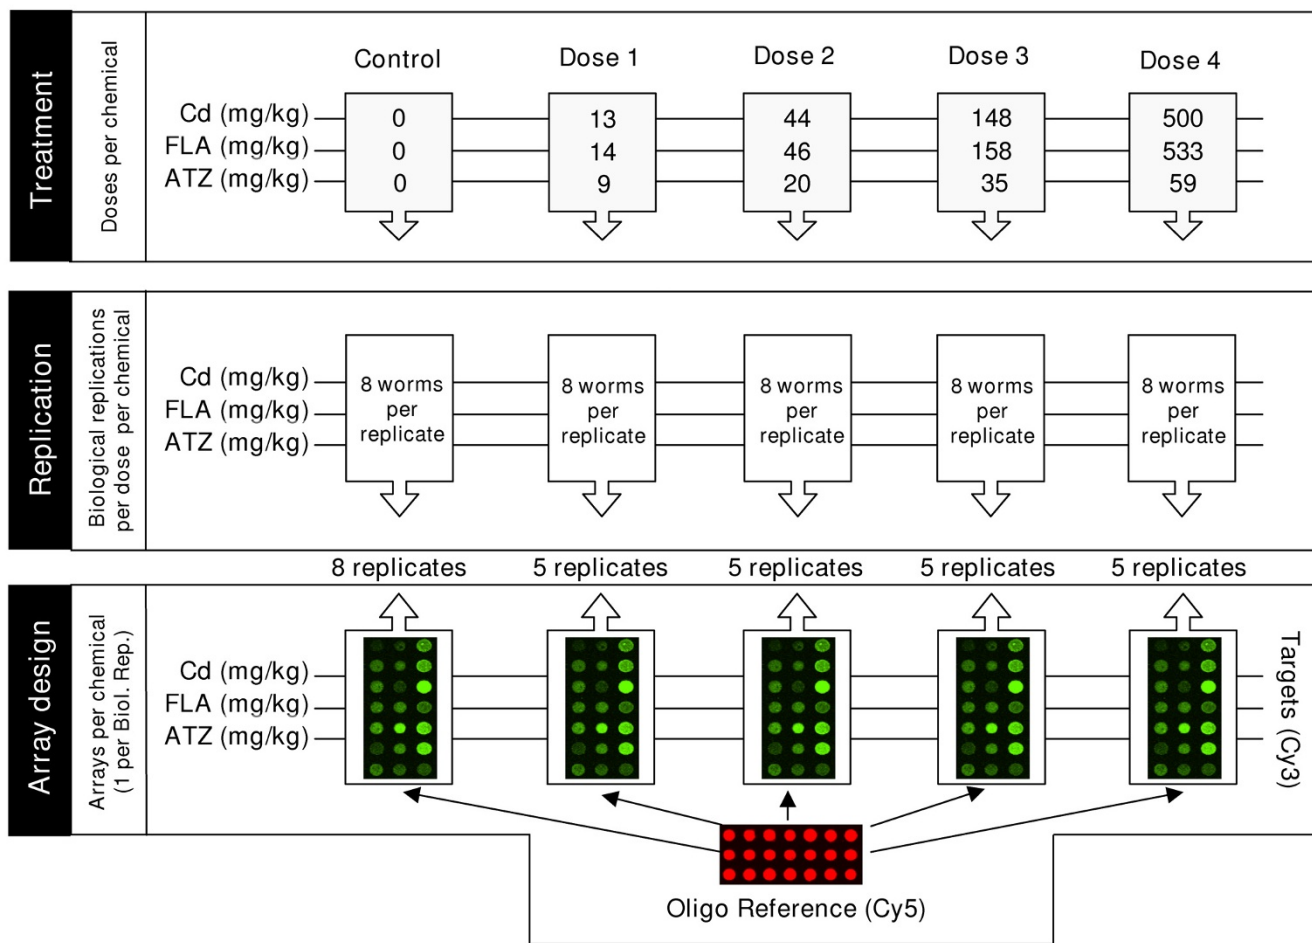 Treatment
Doses per chemical
Control Dose 1 Dose 2 Dose 3 Dose 4
Cd (mg/kg) 0 13 44 148 500
FLA (mg/kg) 0 14 46 158 533
ATZ (mg/kg) 0 9 20 35 59
Replication
Biological replications
per dose per chemical
Cd (mg/kg)
FLA (mg/kg)
ATZ (mg/kg)
8 worms
per
replicate
8 worms
per
replicate
8 worms
per
replicate
8 worms
per
replicate
8 worms
per
replicate
8 replicates 5 replicates 5 replicates 5 replicates 5 replicates
Array design
Arrays per chemical
(1 per Biol. Rep.)
Cd (mg/kg)
FLA (mg/kg)
ATZ (mg/kg)
Targets (Cy3)
Oligo Reference (Cy5)